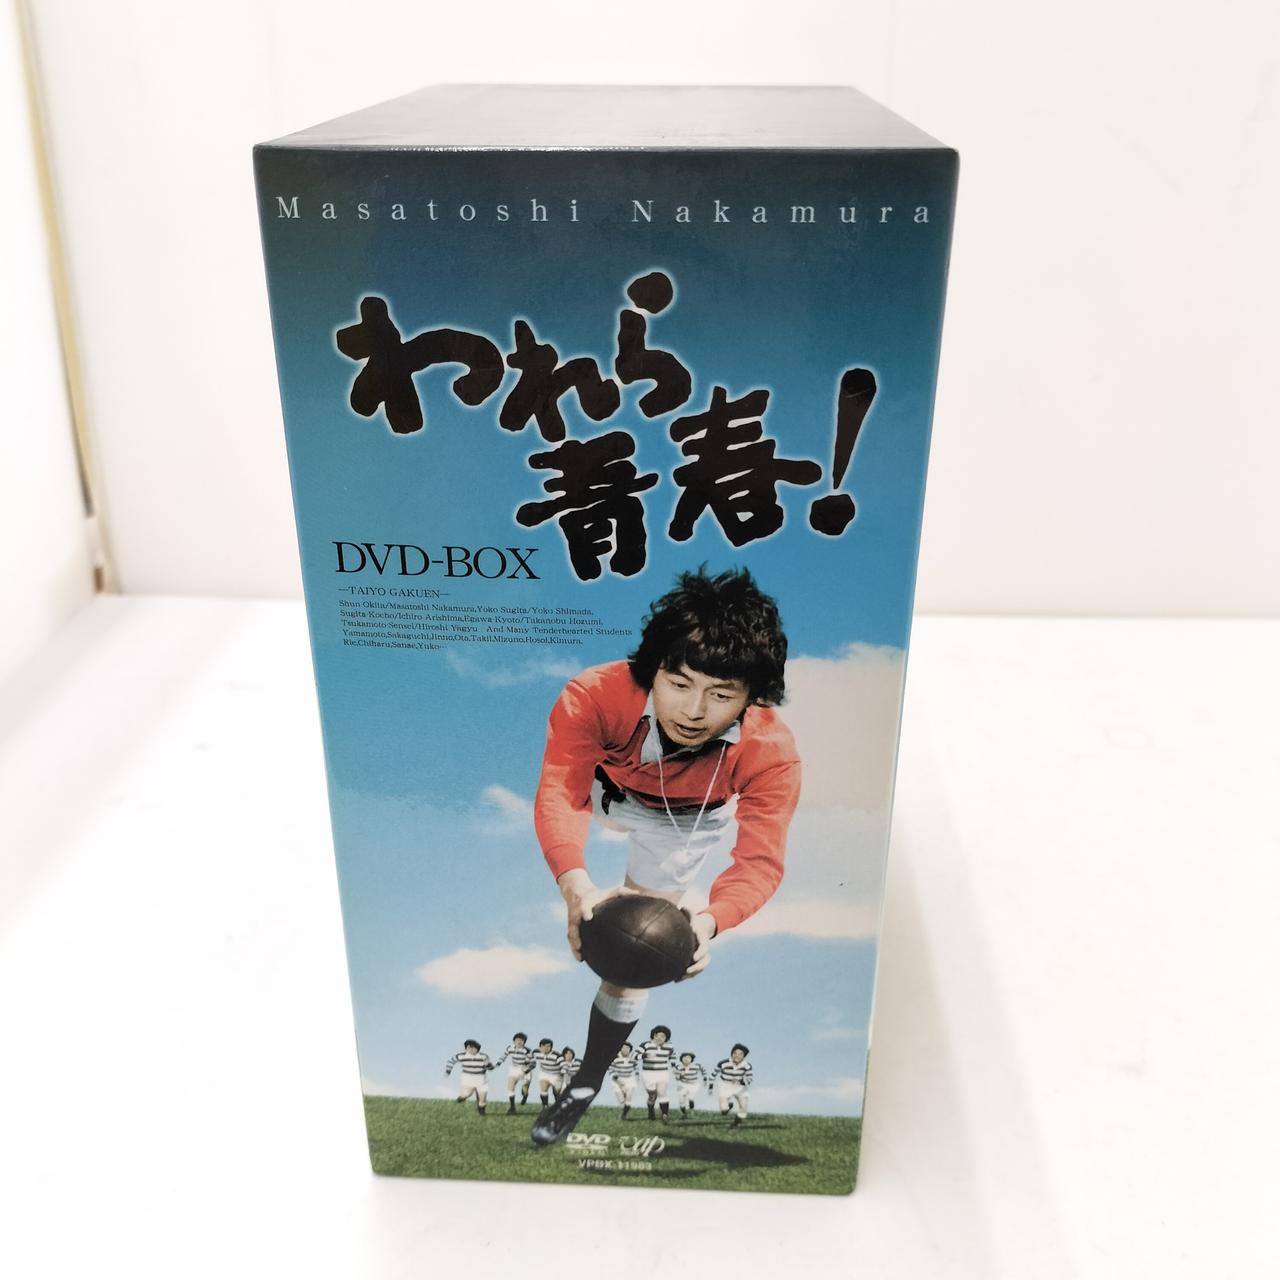 Masatoshi Nakamura
われら
青春!
DVD-BOX
—TAIYO GAKUEN—
Shun Okita/Masatoshi Nakamura,Yoko Sugita/Yoko Shimada,
Sugita-Kocho/Ichiro Arishima,Egawa-Kyoto/Takanobu Hozumi,
Tsukamoto-Sensei/Hiroshi Yagyu And Many Tenderhearted Students
Yamamoto,Sakaguchi,Jinno,Ota,Taki,Mizuno,Hosoi,Kimura,
Rie,Chiharu,Sanae,Yuko…
DVD vap
VIDEO
VPBX 11983